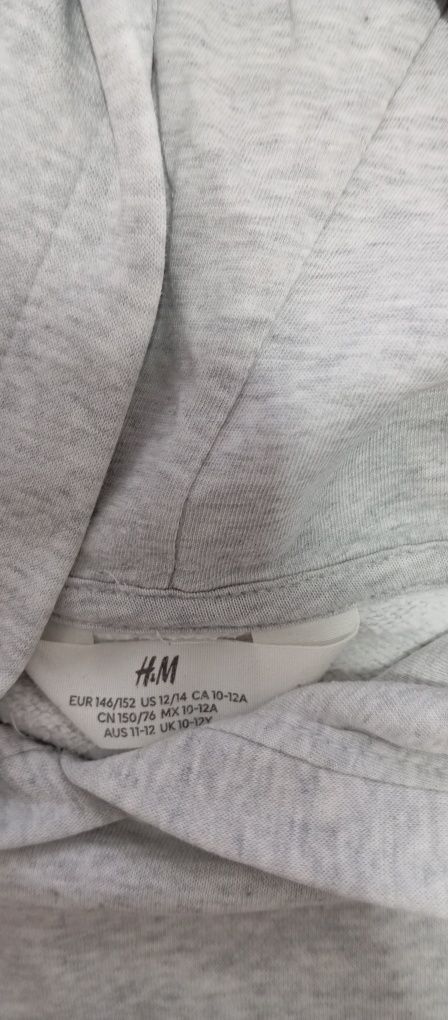 H&M
EUR 146/152 US 12/14 CA 10-12A
CN 150/76 MX 10-12A
AUS 11-12 UK 10-12Y